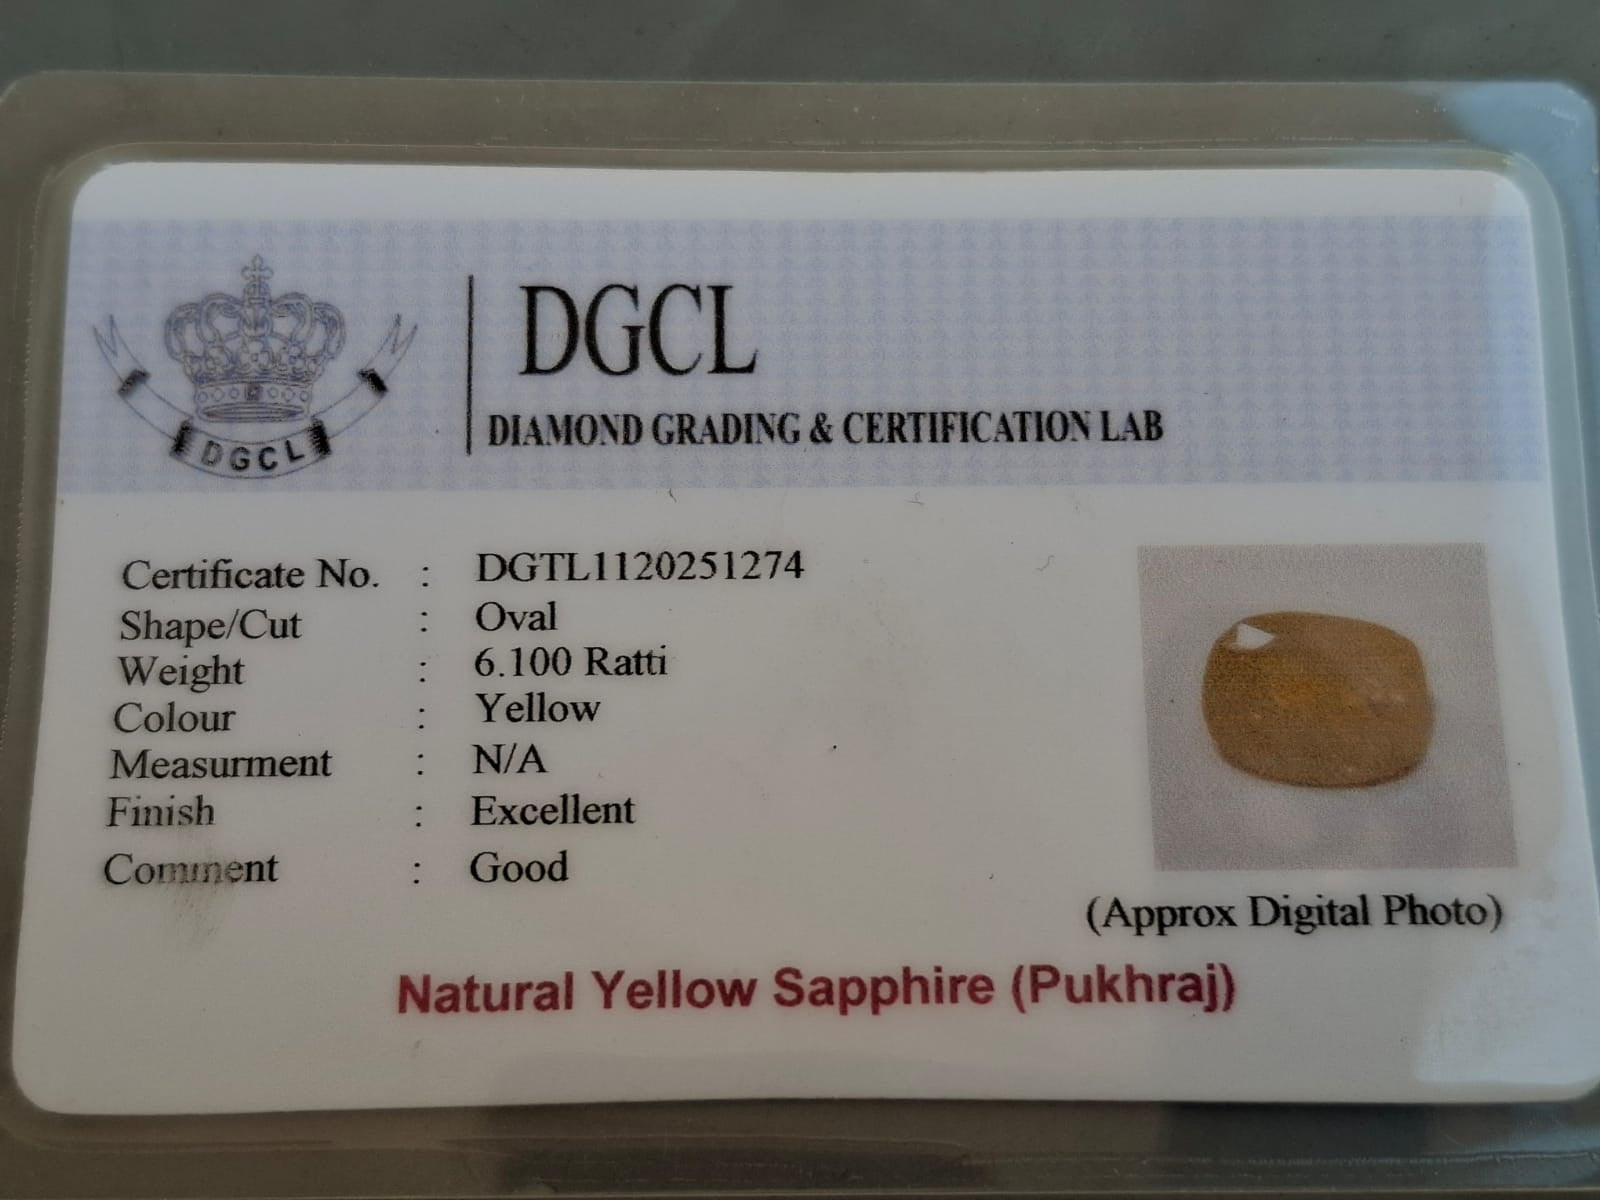 DGCL
DGCL
DIAMOND GRADING & CERTIFICATION LAB
Certificate No. : DGTL1120251274
Shape/Cut : Oval
Weight : 6.100 Ratti
Colour : Yellow
Measurment : N/A
Finish : Excellent
Comment : Good
(Approx Digital Photo)
Natural Yellow Sapphire (Pukhraj)